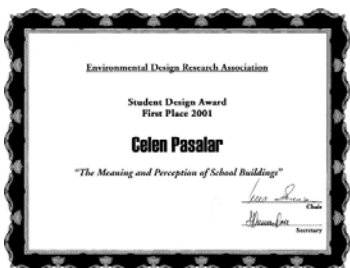 Environmental Design Research Association
Student Design Award
First Place 2001
Celen Pasalar
"The Meaning and Perception of School Buildings"
Chair
Secretary